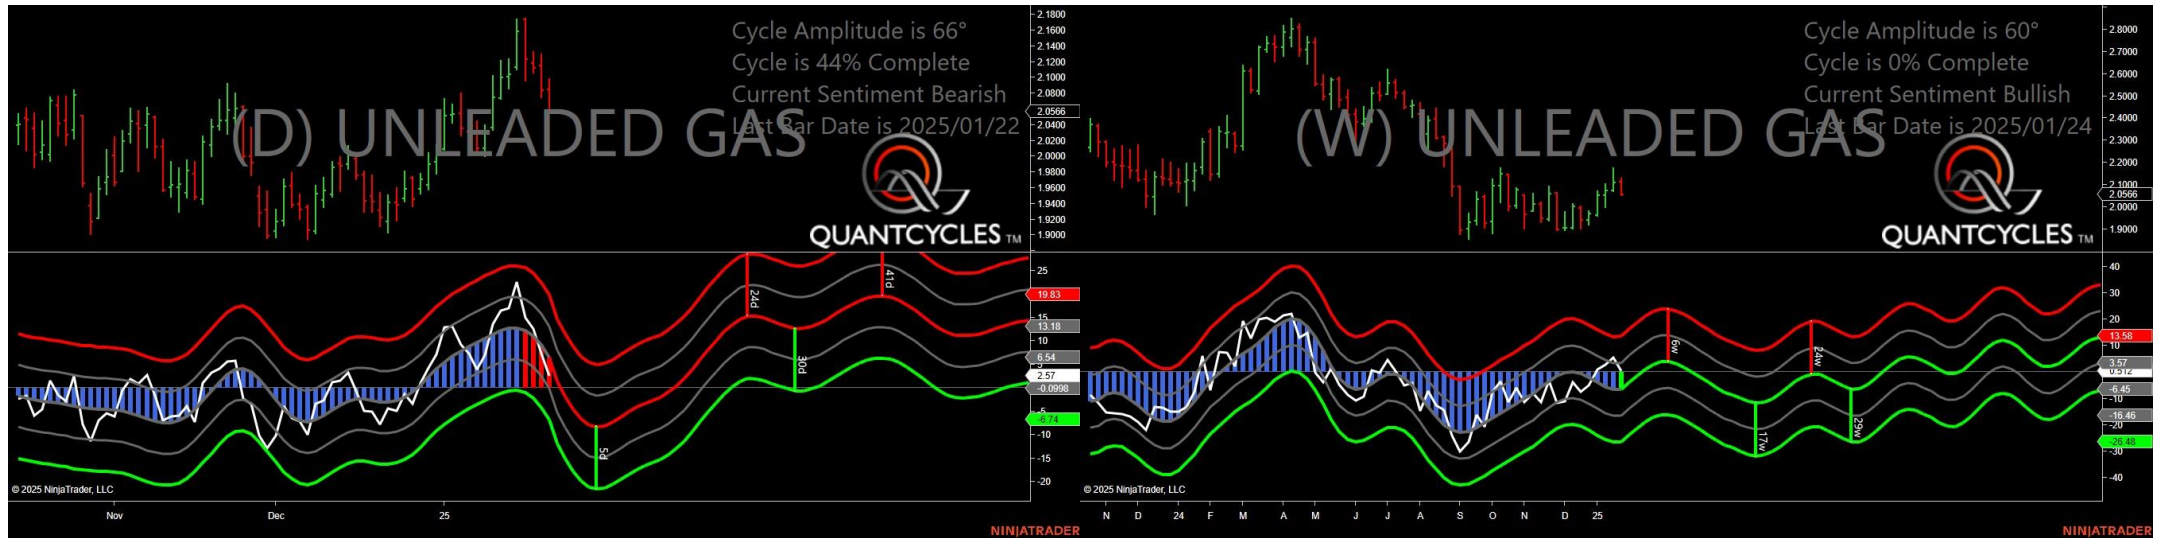 Cycle Amplitude is 66°
Cycle is 44% Complete
Current Sentiment Bearish
Last Bar Date is 2025/01/22
(D) UNLEADED GAS
QUANTCYCLES TM
2.1800
2.1600
2.1400
2.1200
2.1000
2.0800
2.0566
2.0400
2.0200
2.0000
1.9800
1.9600
1.9400
1.9200
1.9000
24d
41d
30d
5d
25
19.83
15
13.18
10
6.54
2.57
-0.0998
-5
-6.74
-10
-15
-20
© 2025 NinjaTrader, LLC
Nov
Dec
25
NINJATRADER
Cycle Amplitude is 60°
Cycle is 0% Complete
Current Sentiment Bullish
Last Bar Date is 2025/01/24
(W) UNLEADED GAS
QUANTCYCLES TM
2.8000
2.7000
2.6000
2.5000
2.4000
2.3000
2.2000
2.1000
2.0566
2.0000
1.9000
6w
24w
17w
29w
40
30
20
13.58
10
3.57
0.512
-6.45
-10
-16.46
-20
-26.48
-30
-40
© 2025 NinjaTrader, LLC
N D 24 F M A M J J A S O N D 25
NINJATRADER